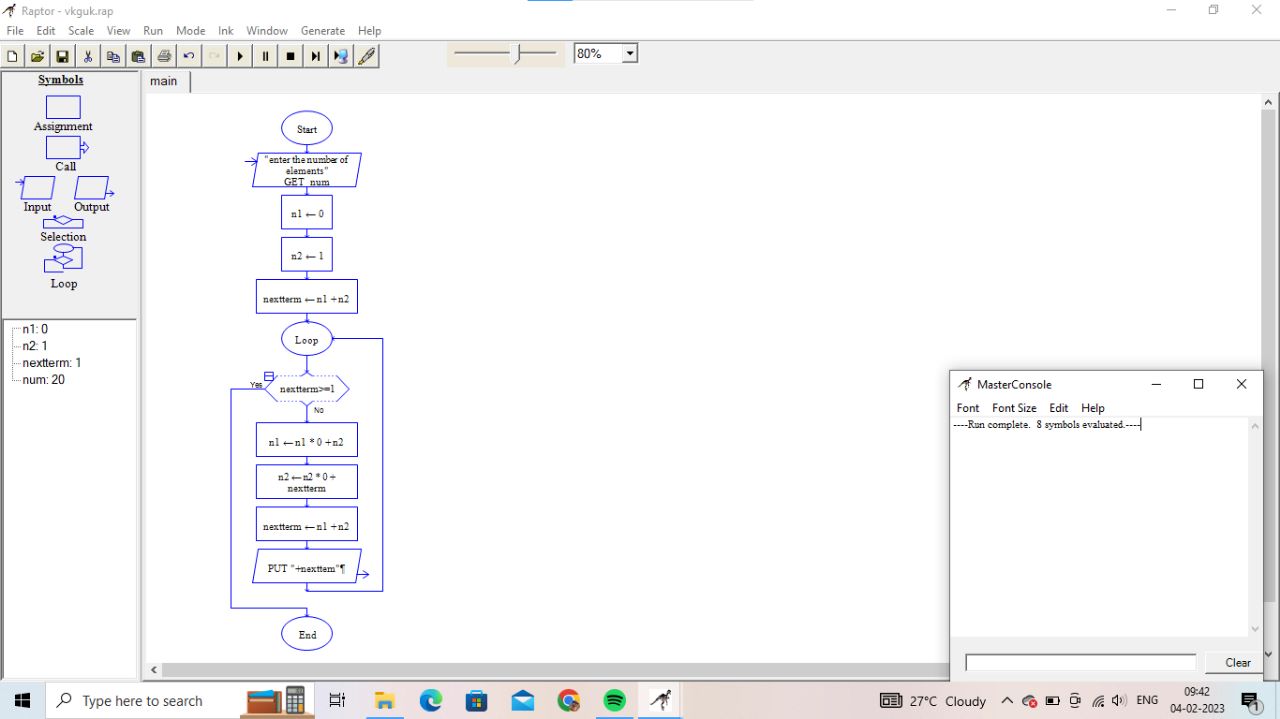 Raptor - vkguk.rap
File Edit Scale View Run Mode Ink Window Generate Help
80%
Symbols
Assignment
Call
Input Output
Selection
Loop
n1: 0
n2: 1
nextterm: 1
num: 20
main
Start
"enter the number of
elements"
GET num
n1 ← 0
n2 ← 1
nextterm ← n1 + n2
Loop
Yes
nextterm>=1
No
n1 ← n1 * 0 + n2
n2 ← n2 * 0 +
nextterm
nextterm ← n1 + n2
PUT "+nexttem"¶
End
MasterConsole
Font Font Size Edit Help
----Run complete. 8 symbols evaluated.----
Clear
Type here to search
27°C Cloudy
ENG
09:42
04-02-2023
1